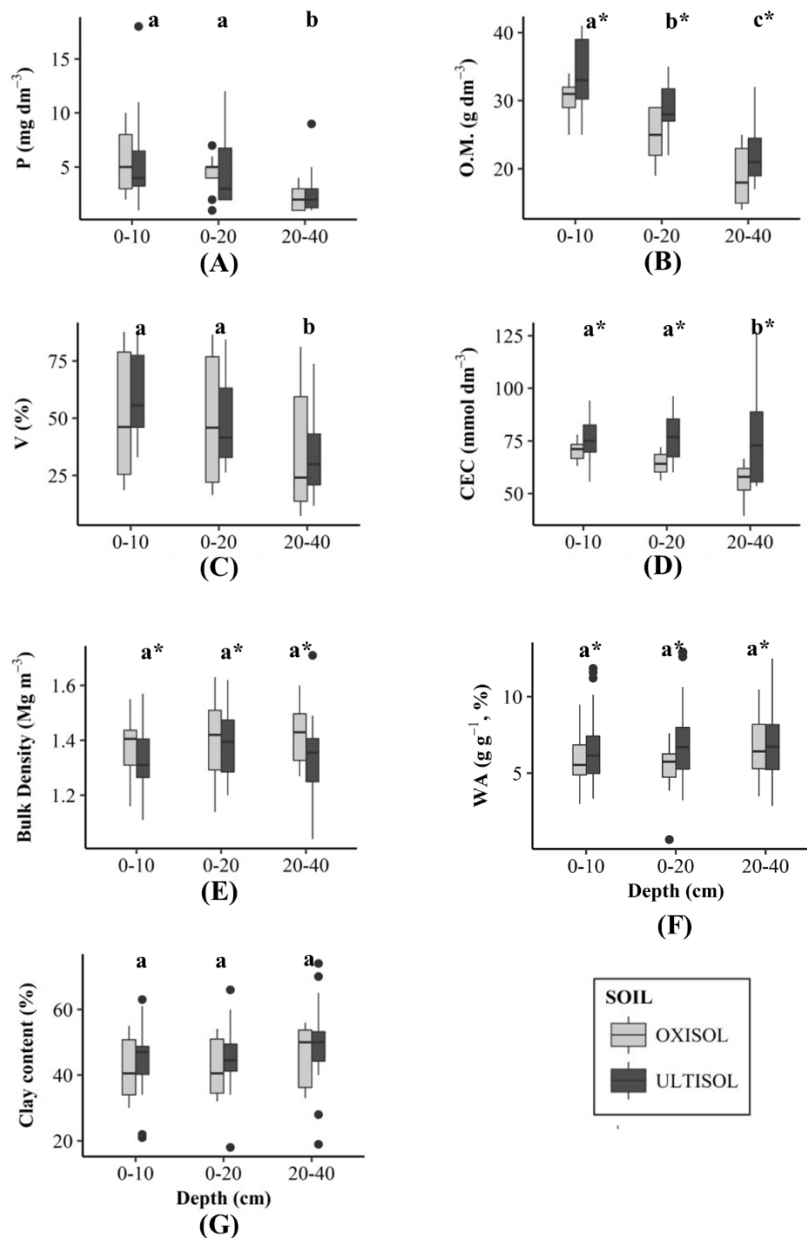 a a b
P (mg dm⁻³)
15
10
5
0-10 0-20 20-40
(A)
a* b* c*
O.M. (g dm⁻³)
40
30
20
0-10 0-20 20-40
(B)
a a b
V (%)
75
50
25
0-10 0-20 20-40
(C)
a* a* b*
CEC (mmol dm⁻³)
125
100
75
50
0-10 0-20 20-40
(D)
a* a* a*
Bulk Density (Mg m⁻³)
1.6
1.4
1.2
0-10 0-20 20-40
(E)
a* a* a*
WA (g g⁻¹, %)
10
5
0-10 0-20 20-40
Depth (cm)
(F)
a a a
Clay content (%)
60
40
20
0-10 0-20 20-40
Depth (cm)
(G)
SOIL
OXISOL
ULTISOL